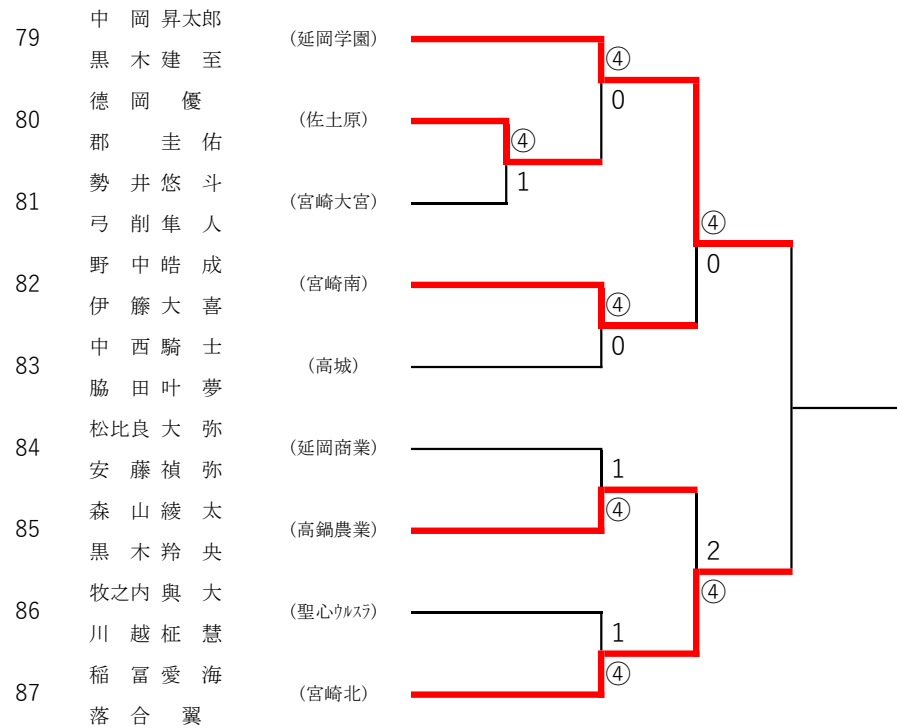 中 岡 昇太郎
79 (延岡学園)
黒 木 建 至
④
0
德 岡 優
80 (佐土原)
郡 圭 佑
④
1
勢 井 悠 斗
81 (宮崎大宮)
弓 削 隼 人
④
0
野 中 皓 成
82 (宮崎南)
伊 籐 大 喜
④
0
中 西 騎 士
83 (高城)
脇 田 叶 夢
松比良 大 弥
84 (延岡商業)
安 藤 禎 弥
1
④
森 山 綾 太
85 (高鍋農業)
黒 木 羚 央
2
④
牧之内 與 大
86 (聖心ｳﾙｽﾗ)
川 越 柾 慧
1
④
稲 冨 愛 海
87 (宮崎北)
落 合 翼